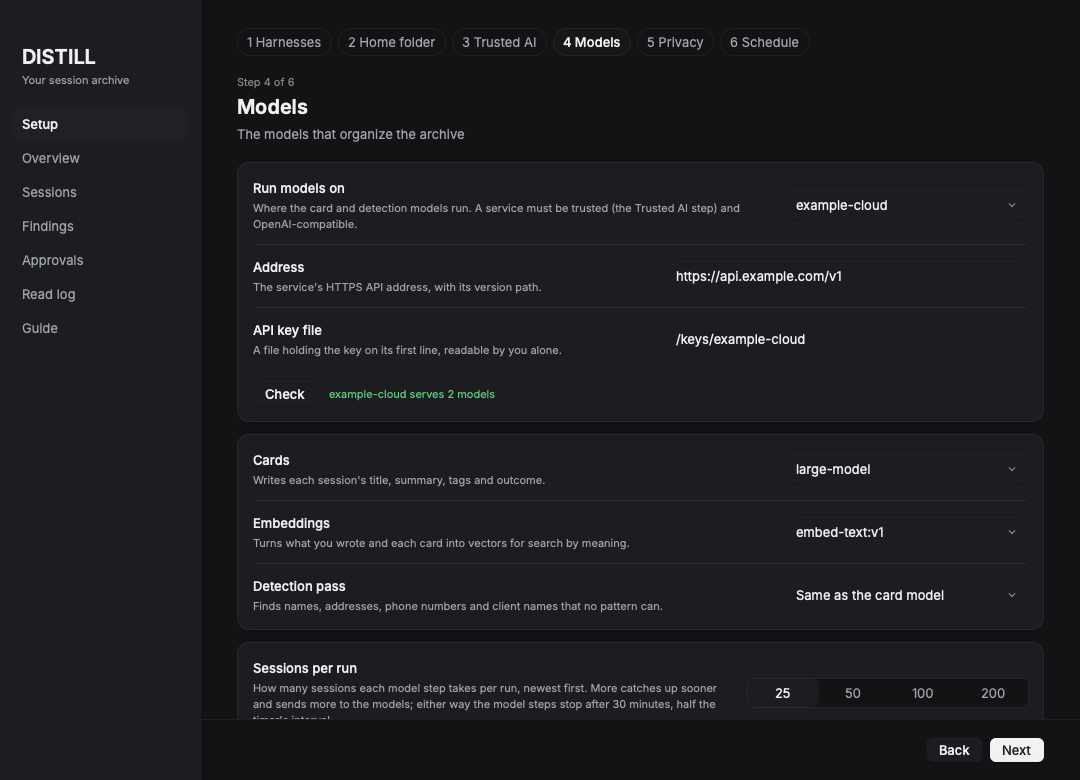 DISTILL
Your session archive
Setup
Overview
Sessions
Findings
Approvals
Read log
Guide
1 Harnesses
2 Home folder
3 Trusted AI
4 Models
5 Privacy
6 Schedule
Step 4 of 6
Models
The models that organize the archive
Run models on
Where the card and detection models run. A service must be trusted (the Trusted AI step) and
OpenAI-compatible.
example-cloud
Address
The service's HTTPS API address, with its version path.
https://api.example.com/v1
API key file
A file holding the key on its first line, readable by you alone.
/keys/example-cloud
Check
example-cloud serves 2 models
Cards
Writes each session's title, summary, tags and outcome.
large-model
Embeddings
Turns what you wrote and each card into vectors for search by meaning.
embed-text:v1
Detection pass
Finds names, addresses, phone numbers and client names that no pattern can.
Same as the card model
Sessions per run
How many sessions each model step takes per run, newest first. More catches up sooner
and sends more to the models; either way the model steps stop after 30 minutes, half the
timer's interval.
25
50
100
200
Back
Next